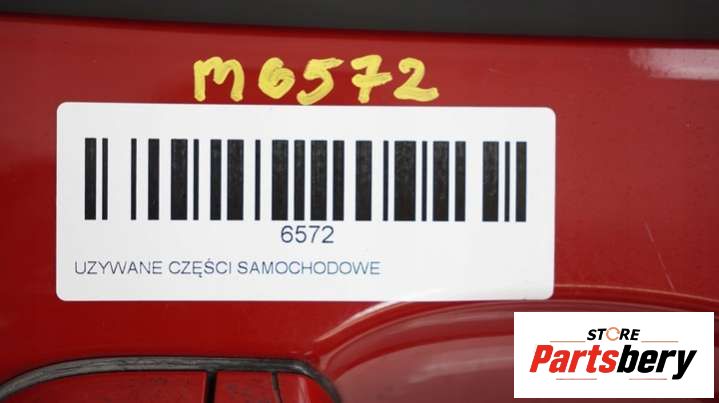 M6572
6572
UZYWANE CZĘŚCI SAMOCHODOWE
STORE
Partsbery